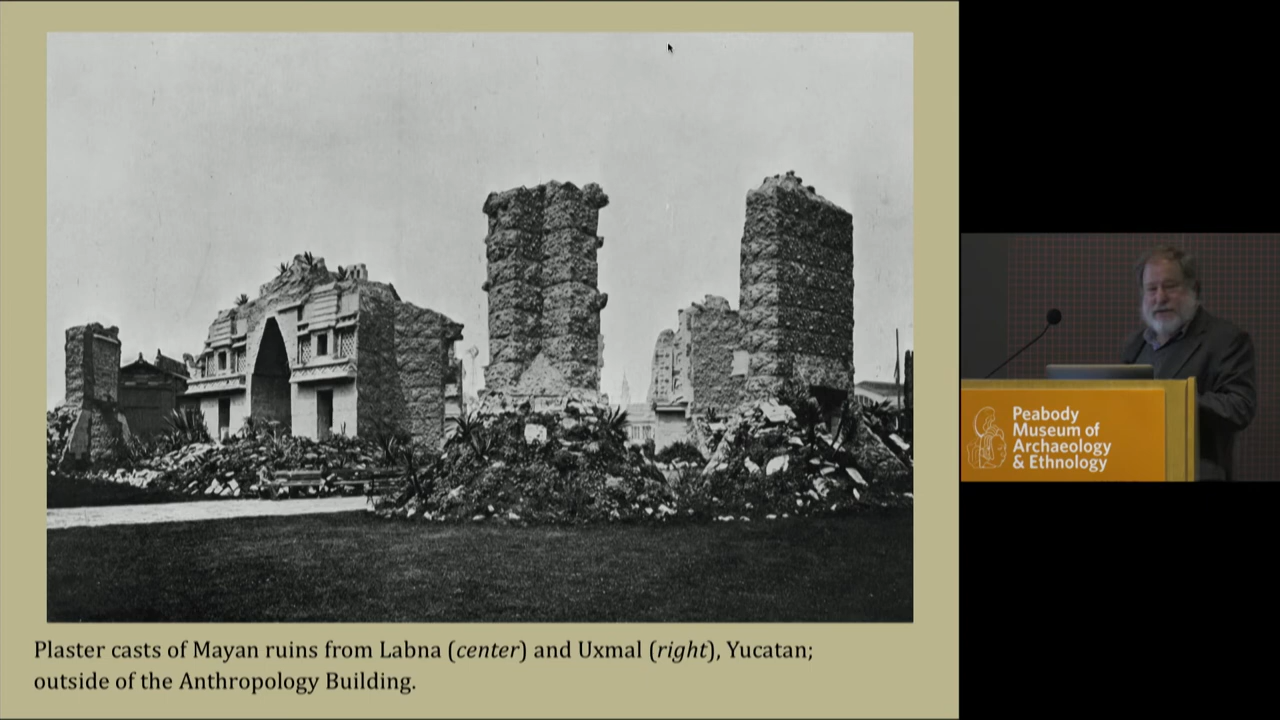 Plaster casts of Mayan ruins from Labna (center) and Uxmal (right), Yucatan;
outside of the Anthropology Building.
Peabody
Museum of
Archaeology
& Ethnology